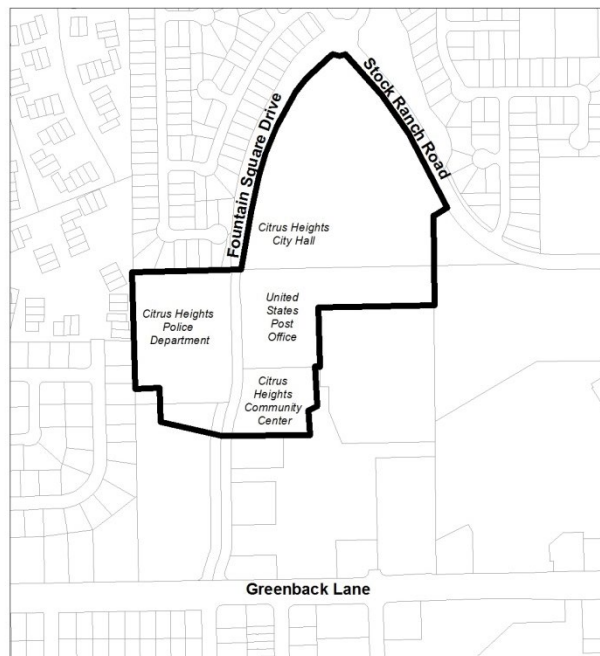 Fountain Square Drive
Stock Ranch Road
Citrus Heights
City Hall
Citrus Heights
Police
Department
United
States
Post
Office
Citrus
Heights
Community
Center
Greenback Lane